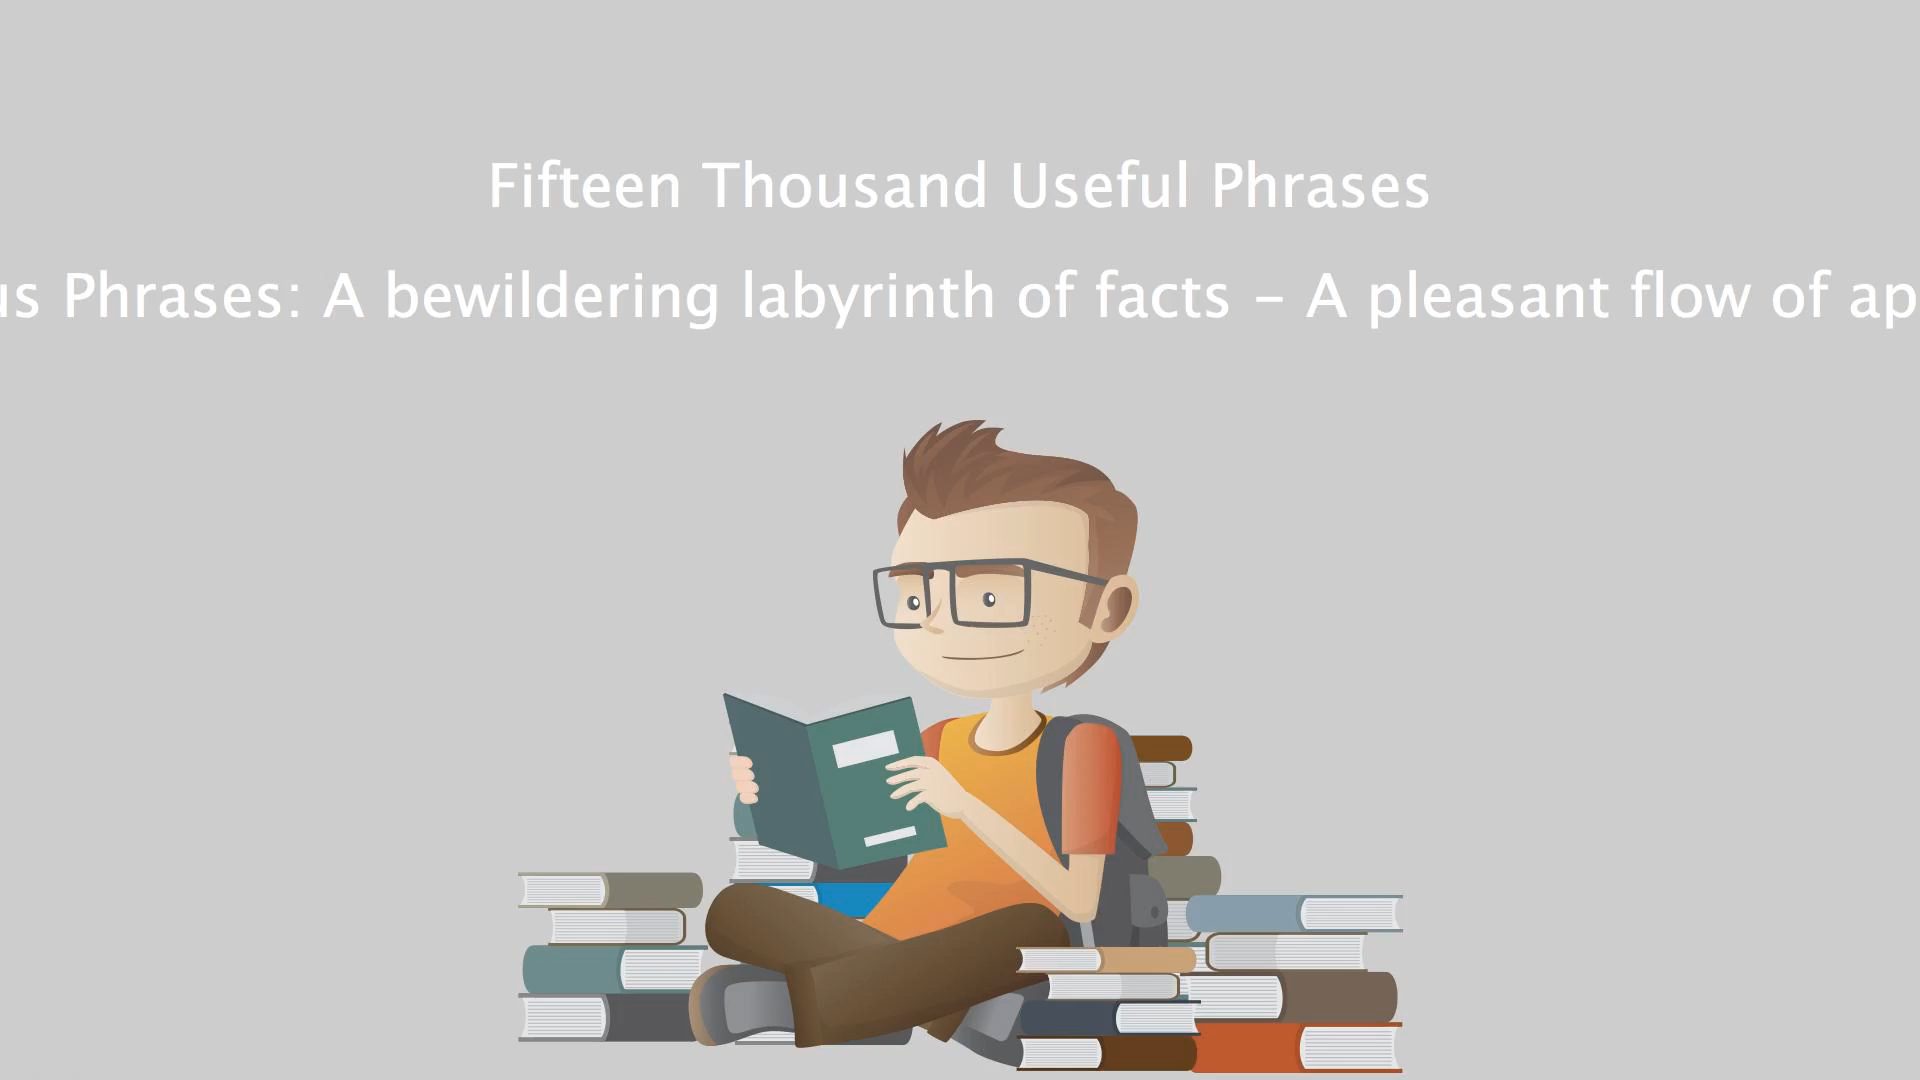 Fifteen Thousand Useful Phrases
Phrases: A bewildering labyrinth of facts – A pleasant flow of